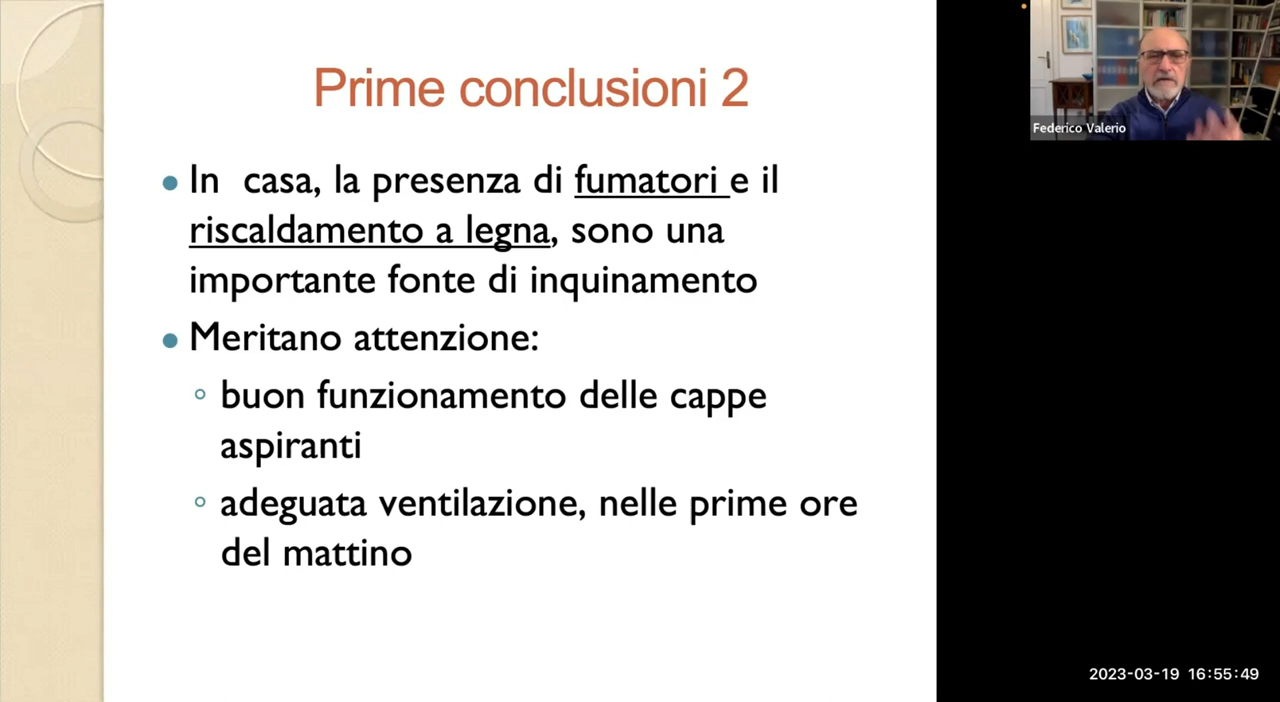 Prime conclusioni 2
In casa, la presenza di fumatori e il
riscaldamento a legna, sono una
importante fonte di inquinamento
Meritano attenzione:
buon funzionamento delle cappe
aspiranti
adeguata ventilazione, nelle prime ore
del mattino
Federico Valerio
2023-03-19 16:55:49